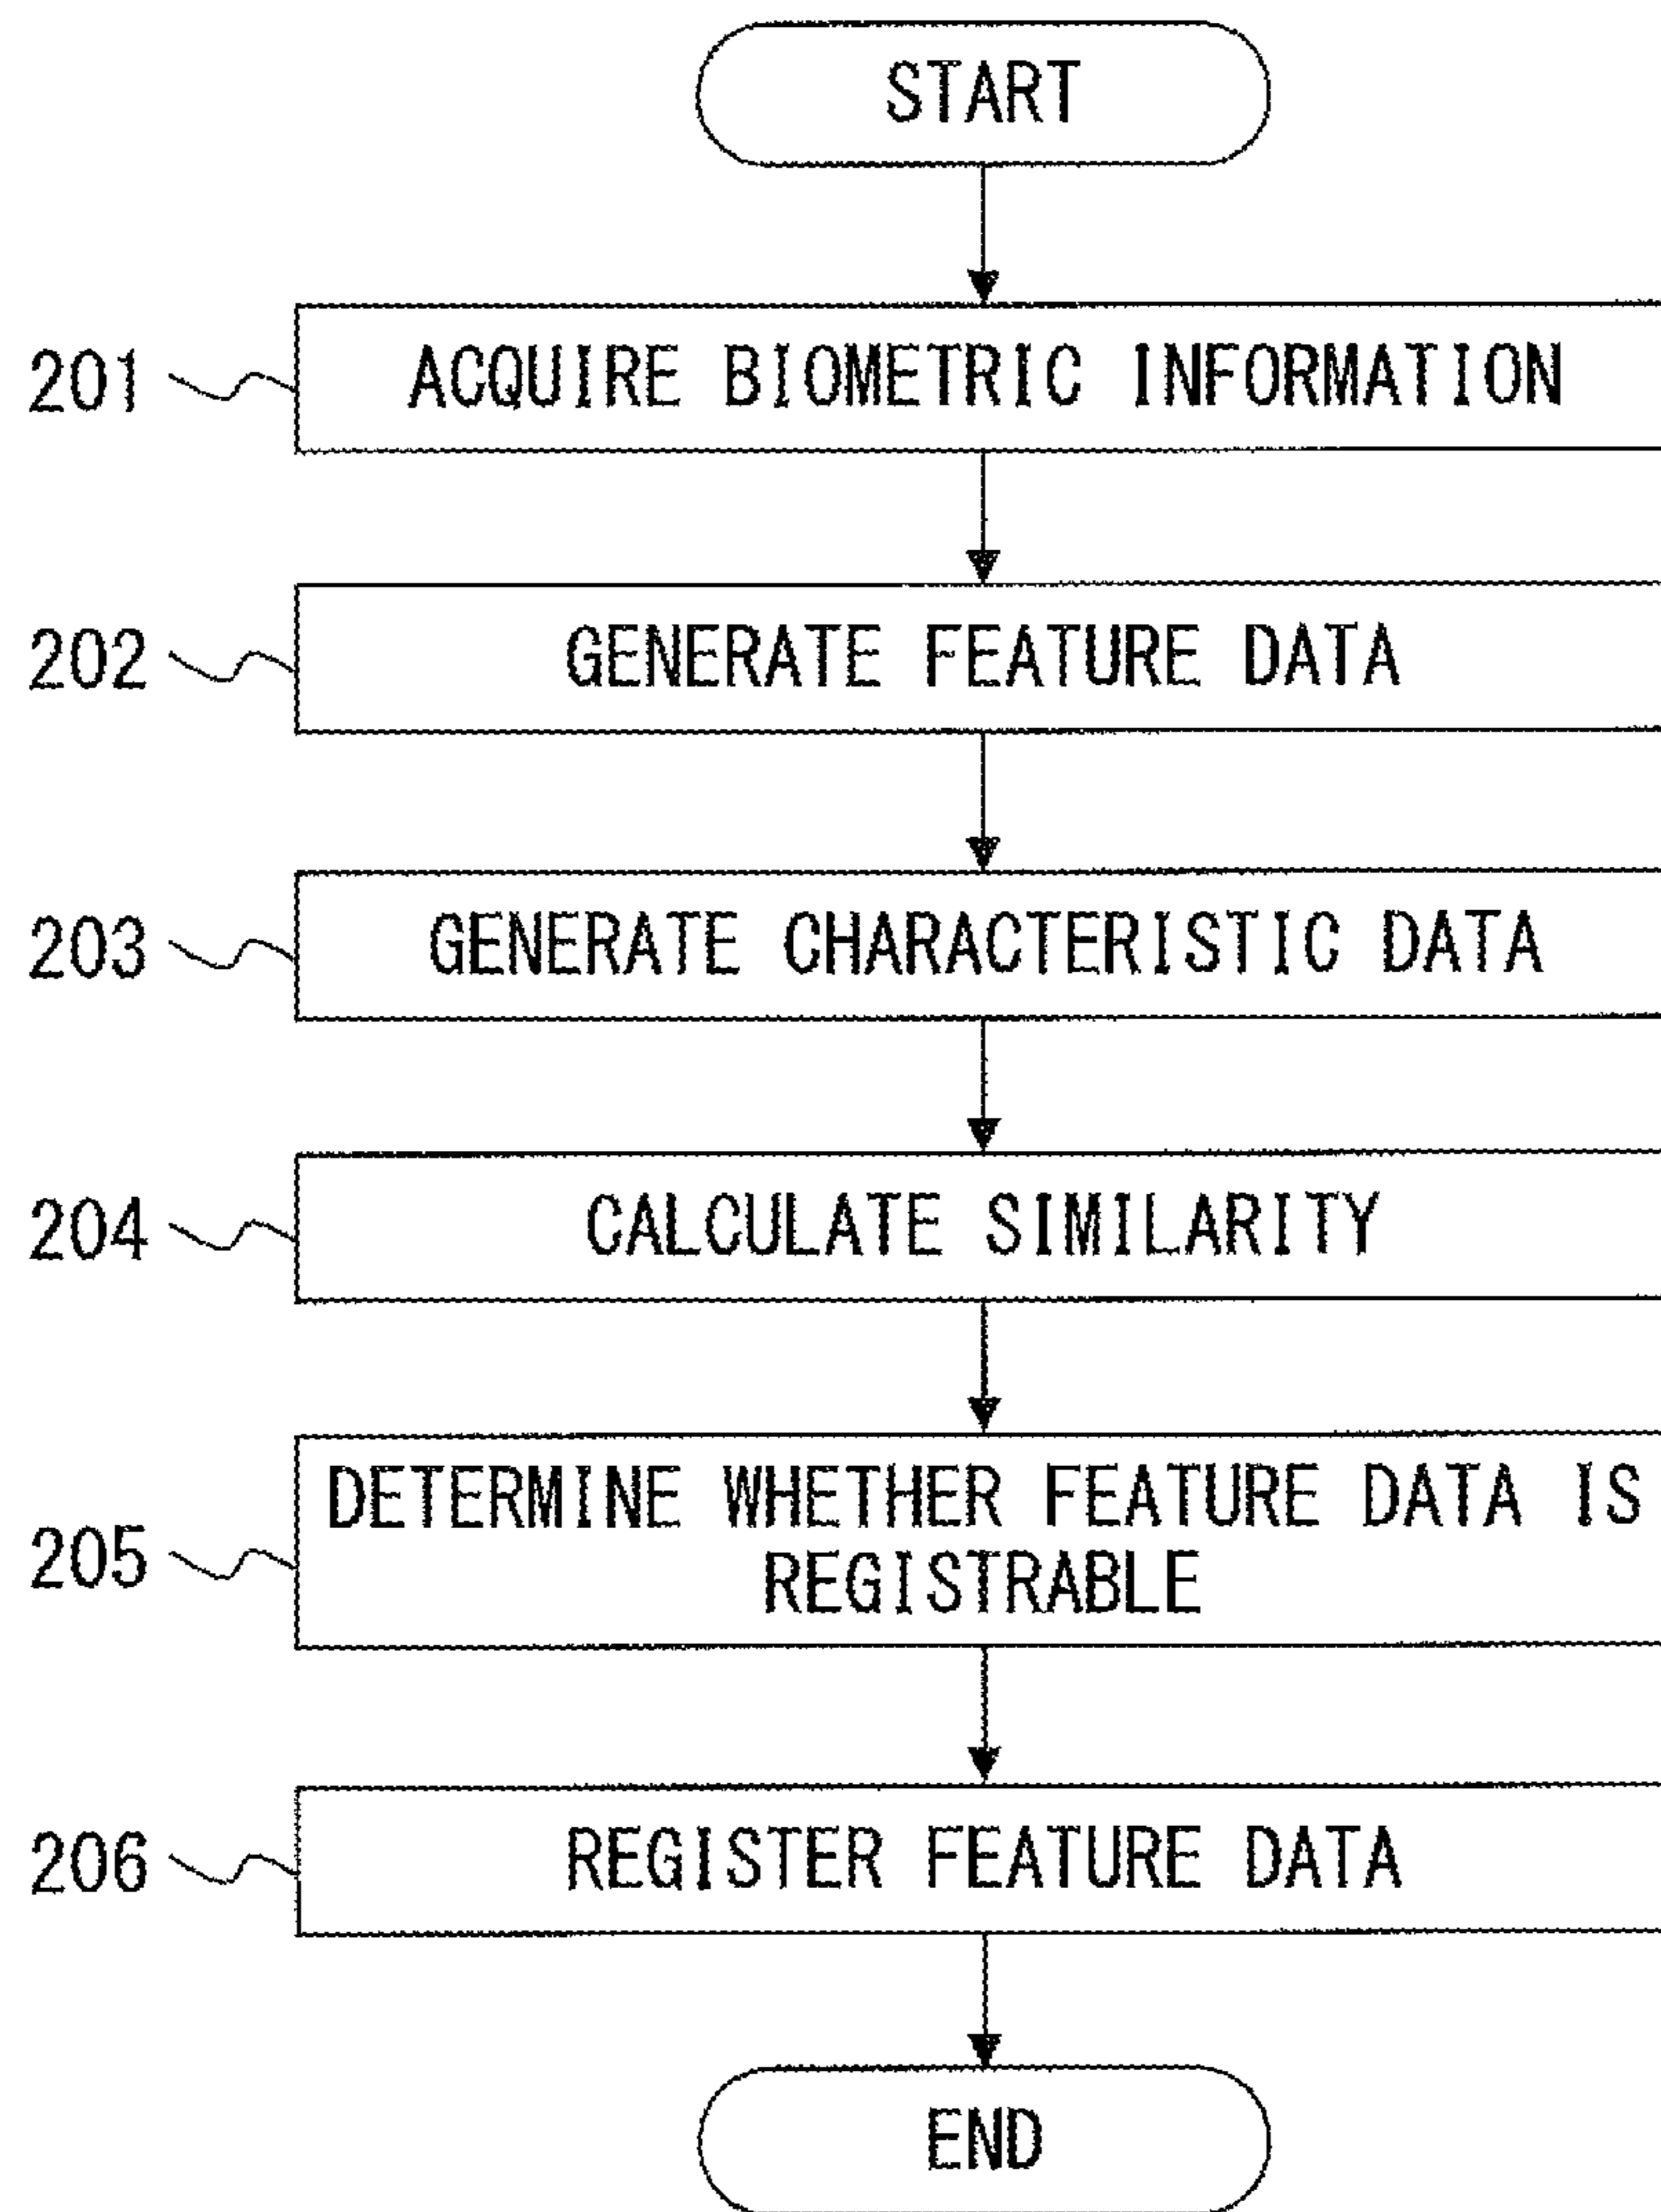 START
201 ACQUIRE BIOMETRIC INFORMATION
202 GENERATE FEATURE DATA
203 GENERATE CHARACTERISTIC DATA
204 CALCULATE SIMILARITY
205 DETERMINE WHETHER FEATURE DATA IS
REGISTRABLE
206 REGISTER FEATURE DATA
END